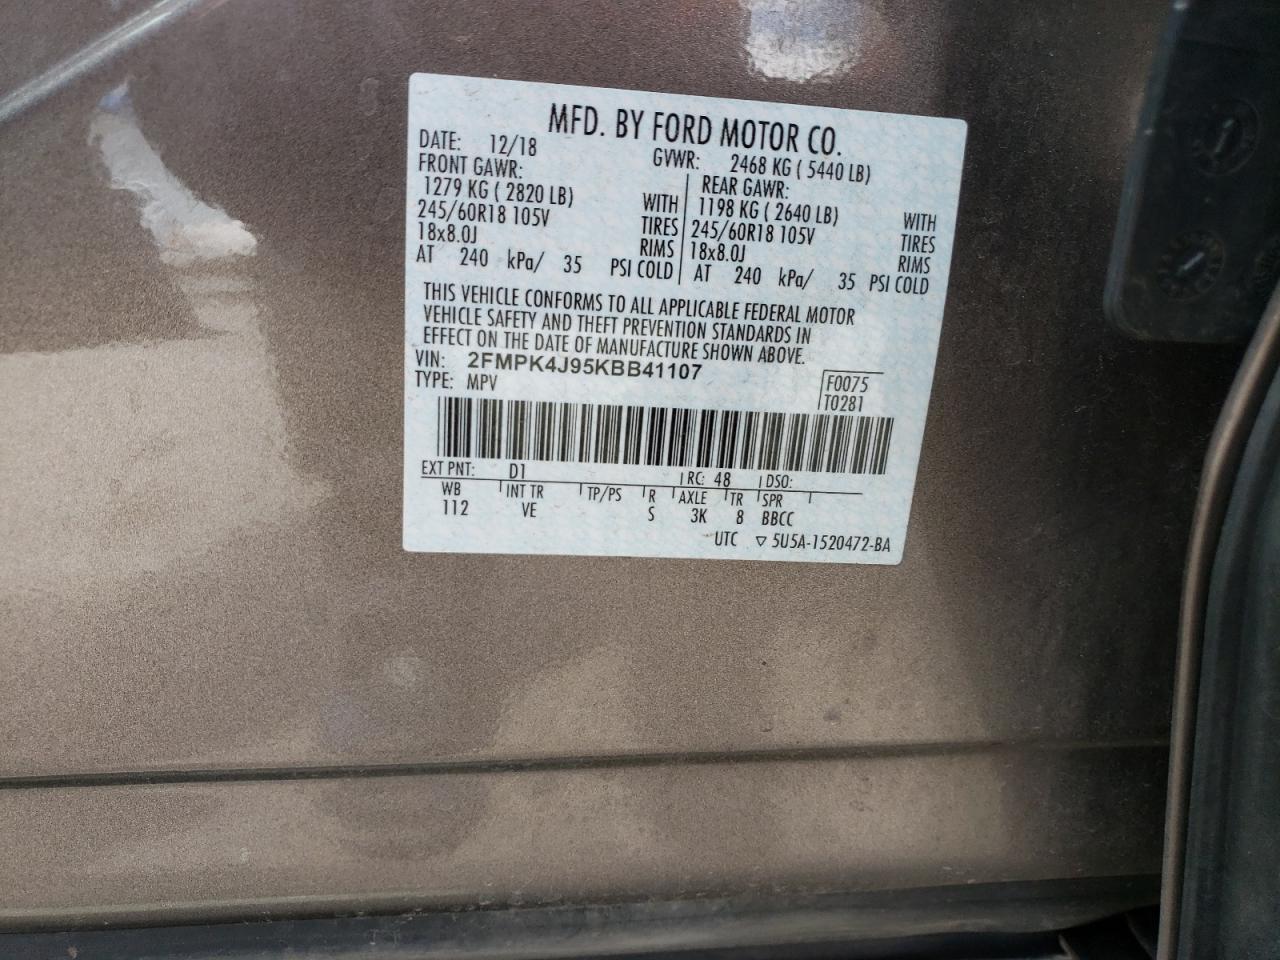 MFD. BY FORD MOTOR CO.
DATE: 12/18 GVWR: 2468 KG ( 5440 LB)
FRONT GAWR: REAR GAWR:
1279 KG ( 2820 LB) WITH 1198 KG ( 2640 LB) WITH
245/60R18 105V TIRES 245/60R18 105V TIRES
18x8.0J RIMS 18x8.0J RIMS
AT 240 kPa/ 35 PSI COLD AT 240 kPa/ 35 PSI COLD
THIS VEHICLE CONFORMS TO ALL APPLICABLE FEDERAL MOTOR
VEHICLE SAFETY AND THEFT PREVENTION STANDARDS IN
EFFECT ON THE DATE OF MANUFACTURE SHOWN ABOVE.
VIN: 2FMPK4J95KBB41107
TYPE: MPV
F0075
T0281
EXT PNT: D1 RC: 48 DSO:
WB INT TR TP/PS R AXLE TR SPR
112 VE S 3K 8 BBCC
UTC ▽ 5U5A-1520472-BA